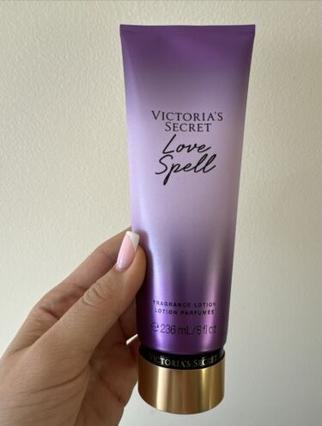 VICTORIA'S
SECRET
Love
Spell
FRAGRANCE LOTION
LOTION PARFUMÉE
℮ 236 mL/8 fl oz
VICTORIA'S SECRET